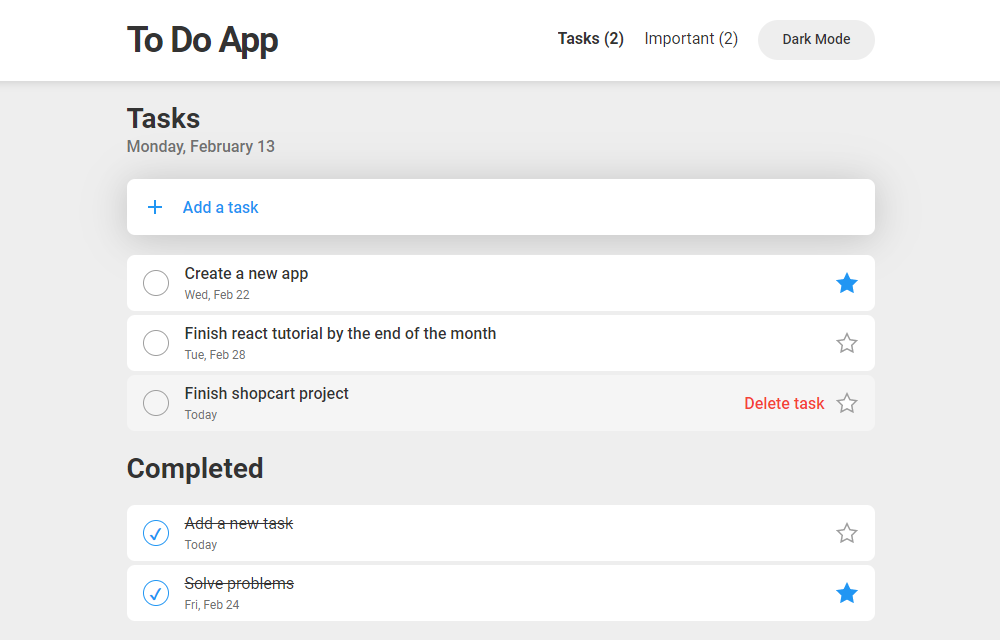 To Do App
Tasks (2) Important (2) Dark Mode
Tasks
Monday, February 13
Add a task
Create a new app
Wed, Feb 22
Finish react tutorial by the end of the month
Tue, Feb 28
Finish shopcart project
Today
Delete task
Completed
Add a new task
Today
Solve problems
Fri, Feb 24